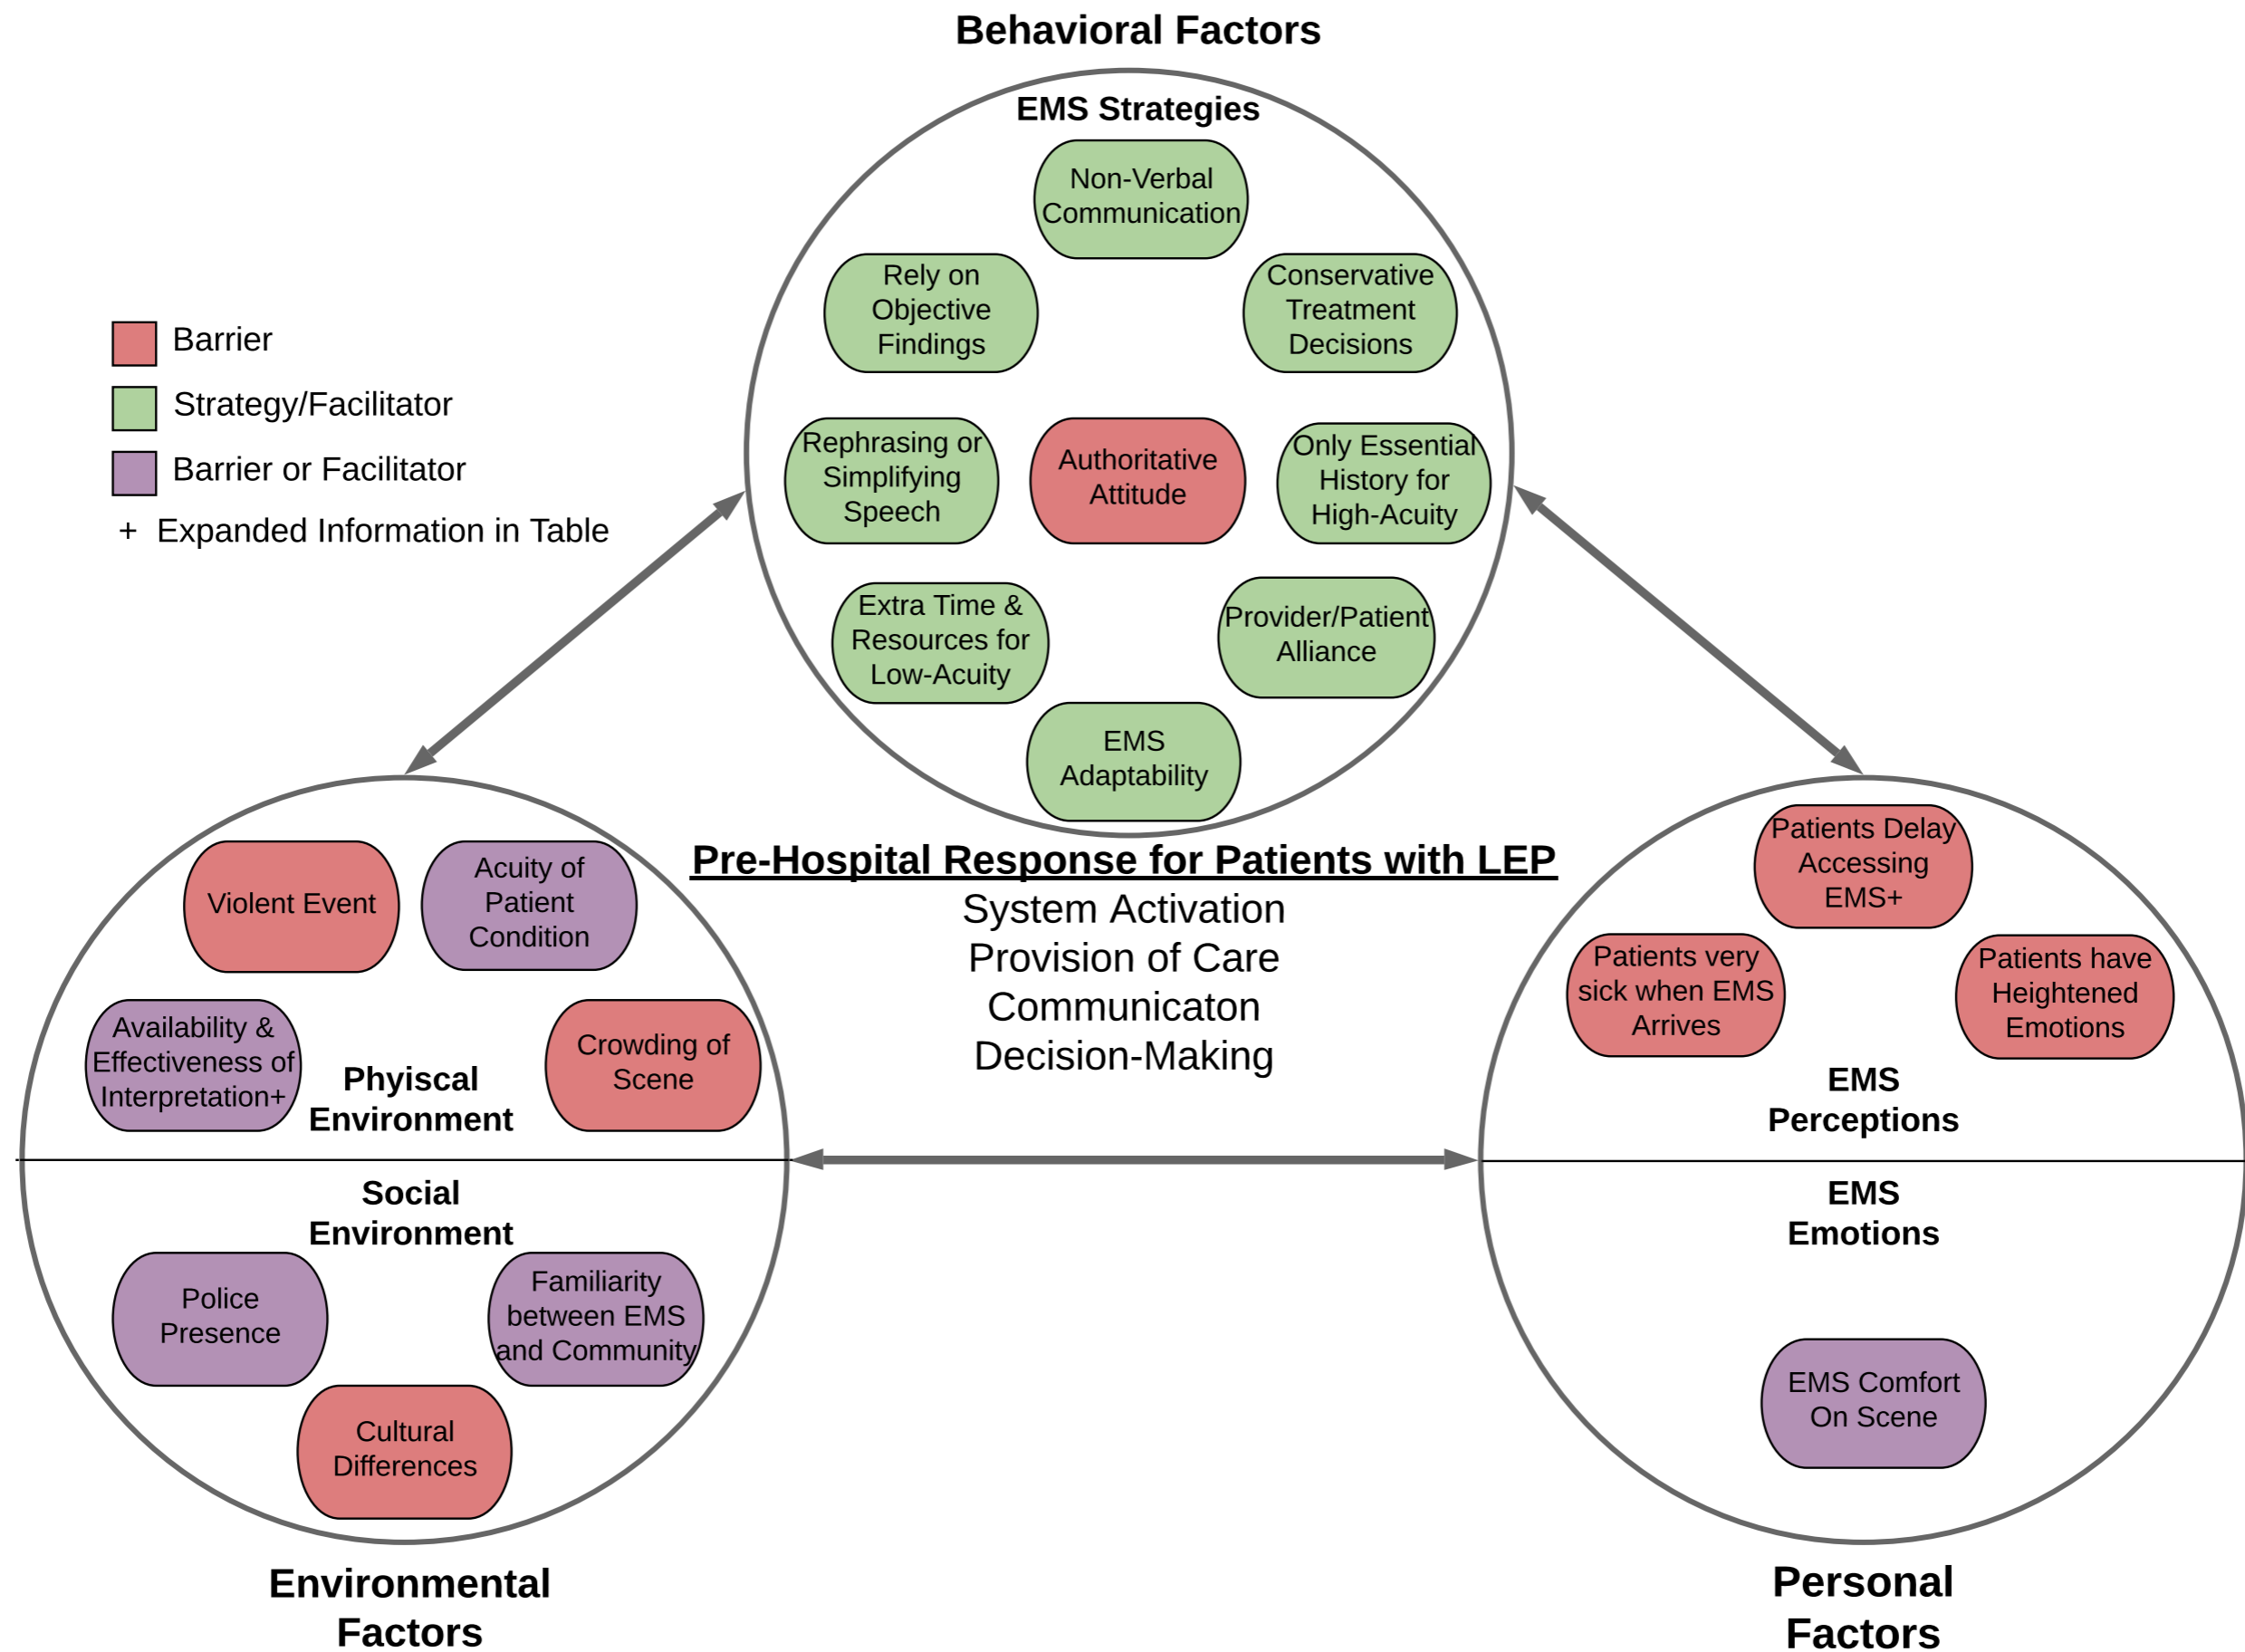 Behavioral Factors
EMS Strategies
Non-Verbal
Communication
Rely on
Objective
Findings
Conservative
Treatment
Decisions
Barrier
Strategy/Facilitator
Barrier or Facilitator
+ Expanded Information in Table
Rephrasing or
Simplifying
Speech
Authoritative
Attitude
Only Essential
History for
High-Acuity
Extra Time &
Resources for
Low-Acuity
Provider/Patient
Alliance
EMS
Adaptability
Pre-Hospital Response for Patients with LEP
System Activation
Provision of Care
Communicaton
Decision-Making
Violent Event
Acuity of
Patient
Condition
Availability &
Effectiveness of
Interpretation+
Crowding of
Scene
Phyiscal
Environment
Social
Environment
Police
Presence
Familiarity
between EMS
and Community
Cultural
Differences
Environmental
Factors
Patients Delay
Accessing
EMS+
Patients very
sick when EMS
Arrives
Patients have
Heightened
Emotions
EMS
Perceptions
EMS
Emotions
EMS Comfort
On Scene
Personal
Factors